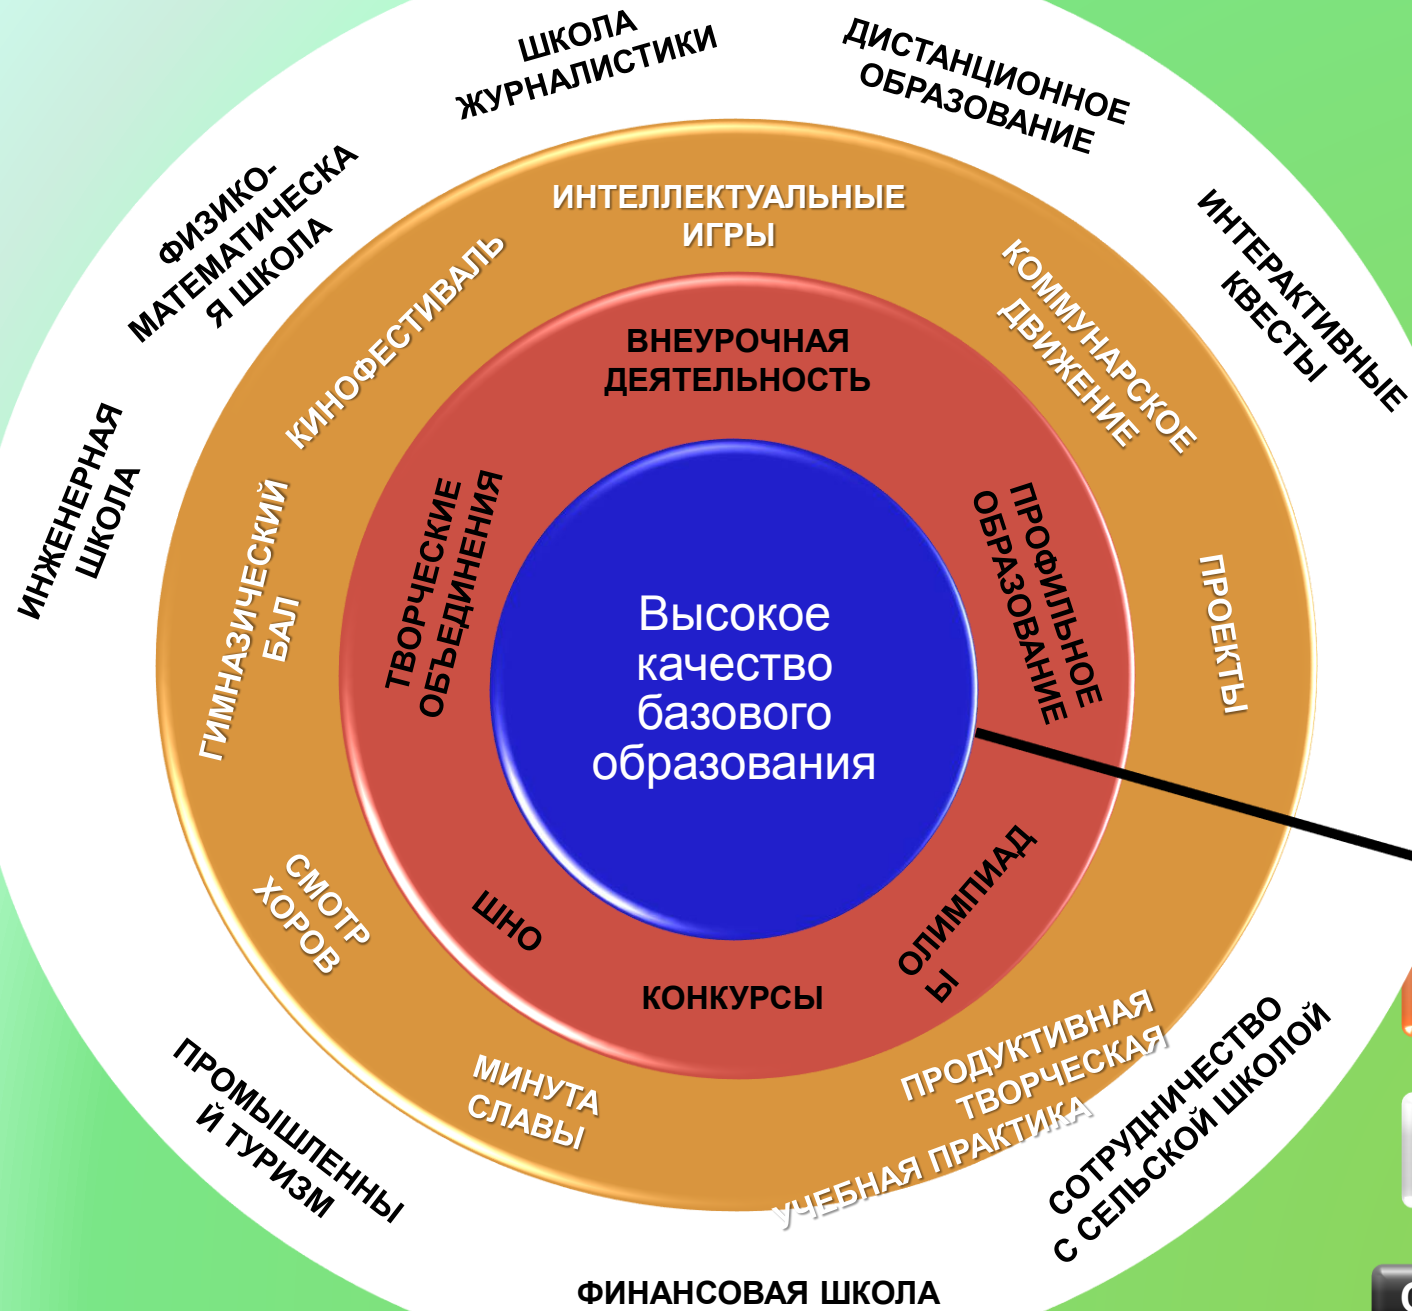 ШКОЛА
ЖУРНАЛИСТИКИ
ДИСТАНЦИОННОЕ
ОБРАЗОВАНИЕ
ФИЗИКО-
МАТЕМАТИЧЕСКА
Я ШКОЛА
ИНТЕРАКТИВНЫЕ
КВЕСТЫ
ИНЖЕНЕРНАЯ
ШКОЛА
ИНТЕЛЛЕКТУАЛЬНЫЕ
ИГРЫ
КИНОФЕСТИВАЛЬ
КОММУНАРСКОЕ
ДВИЖЕНИЕ
ГИМНАЗИЧЕСКИЙ
БАЛ
ПРОЕКТЫ
ВНЕУРОЧНАЯ
ДЕЯТЕЛЬНОСТЬ
ТВОРЧЕСКИЕ
ОБЪЕДИНЕНИЯ
ПРОФИЛЬНОЕ
ОБРАЗОВАНИЕ
Высокое
качество
базового
образования
ШНО
КОНКУРСЫ
ОЛИМПИАД
Ы
СМОТР
ХОРОВ
МИНУТА
СЛАВЫ
ПРОДУКТИВНАЯ
ТВОРЧЕСКАЯ
УЧЕБНАЯ ПРАКТИКА
ПРОМЫШЛЕННЫ
Й ТУРИЗМ
СОТРУДНИЧЕСТВО
С СЕЛЬСКОЙ ШКОЛОЙ
ФИНАНСОВАЯ ШКОЛА